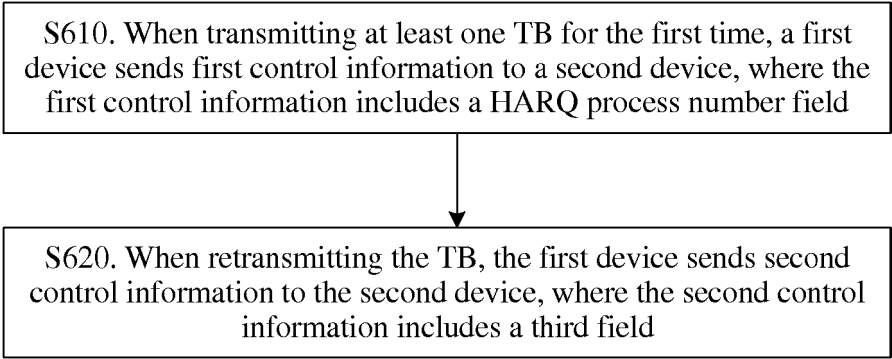 S610. When transmitting at least one TB for the first time, a first
device sends first control information to a second device, where the
first control information includes a HARQ process number field
S620. When retransmitting the TB, the first device sends second
control information to the second device, where the second control
information includes a third field